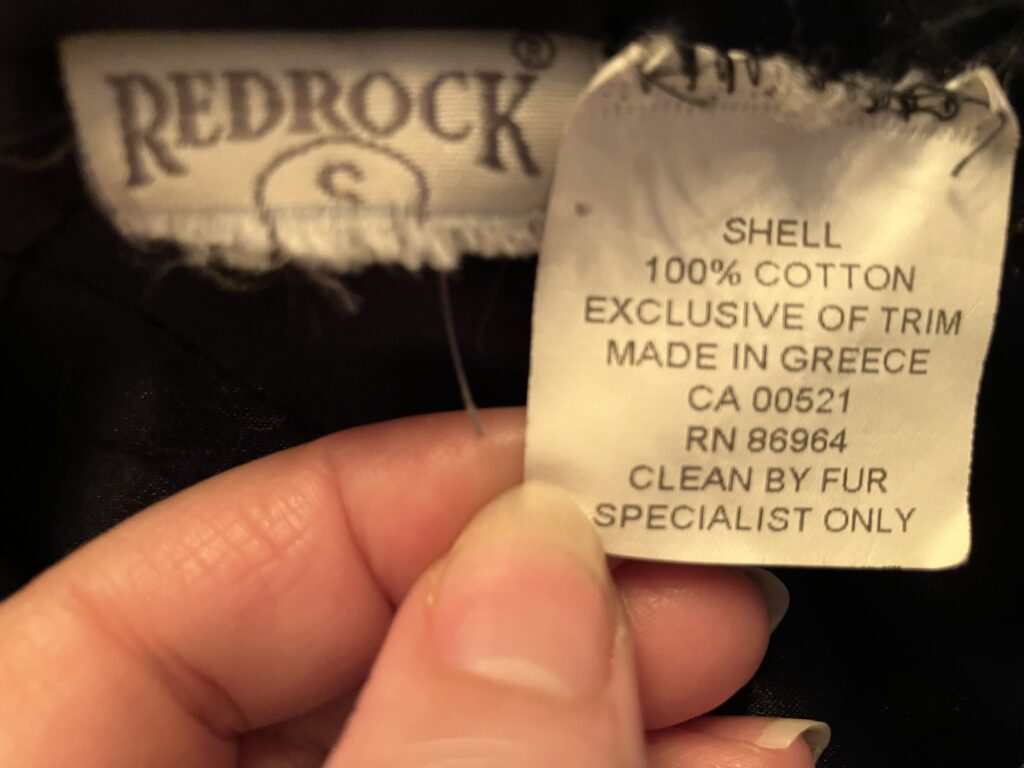 REDROCK®
S
SHELL
100% COTTON
EXCLUSIVE OF TRIM
MADE IN GREECE
CA 00521
RN 86964
CLEAN BY FUR
SPECIALIST ONLY